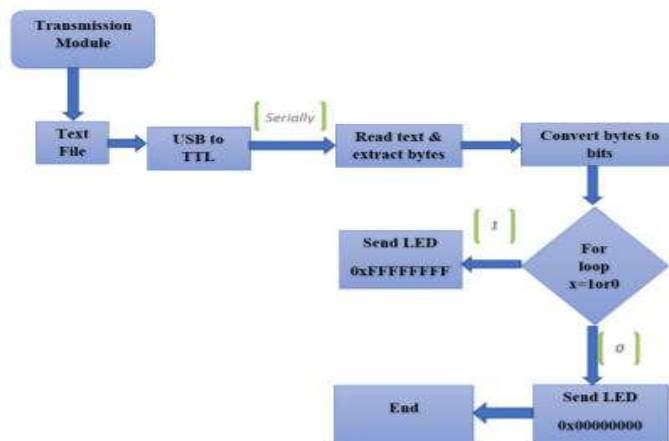 Transmission
Module
Text
File
USB to
TTL
Serially
Read text &
extract bytes
Convert bytes to
bits
1
Send LED
0xFFFFFFFF
For
loop
x=1or0
0
End
Send LED
0x00000000